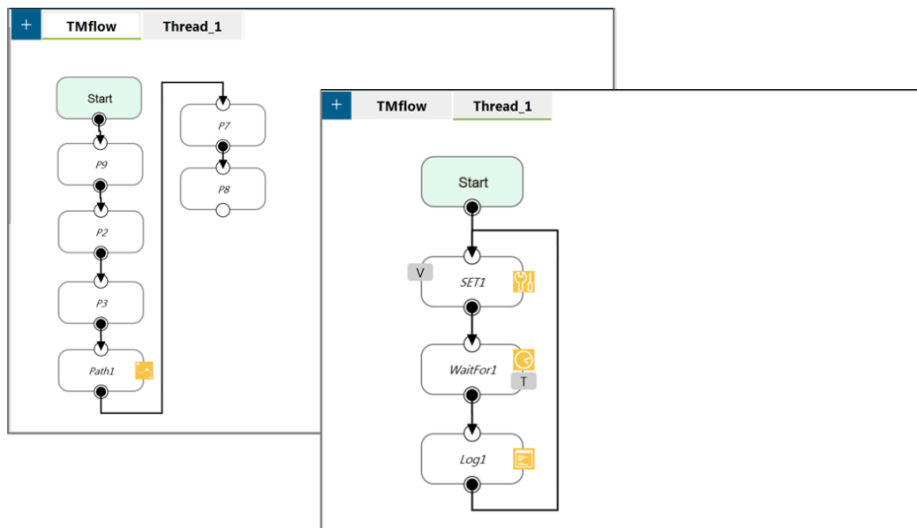 + TMflow Thread_1
Start
P9
P2
P3
Path1
P7
P8
+ TMflow Thread_1
Start
V
SET1
WaitFor1
T
Log1